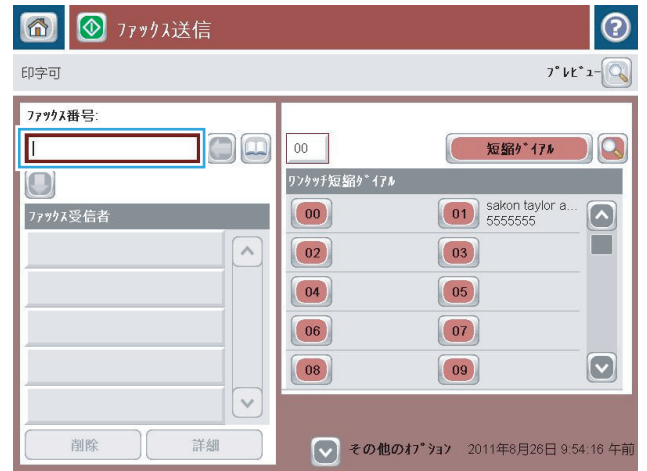 ﾌｧｯｸｽ送信
?
印字可
ﾌﾟﾚﾋﾞｭｰ
ﾌｧｯｸｽ番号:
00
短縮ﾀﾞｲﾔﾙ
ﾜﾝﾀｯﾁ短縮ﾀﾞｲﾔﾙ
ﾌｧｯｸｽ受信者
00
01
sakon taylor a...
5555555
02
03
04
05
06
07
08
09
削除
詳細
その他のｵﾌﾟｼｮﾝ
2011年8月26日 9:54:16 午前